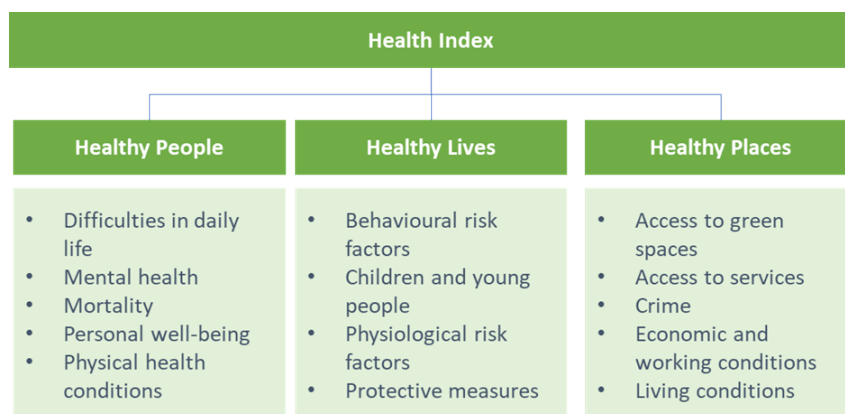 Health Index
Healthy People
• Difficulties in daily
life
• Mental health
• Mortality
• Personal well-being
• Physical health
conditions
Healthy Lives
• Behavioural risk
factors
• Children and young
people
• Physiological risk
factors
• Protective measures
Healthy Places
• Access to green
spaces
• Access to services
• Crime
• Economic and
working conditions
• Living conditions